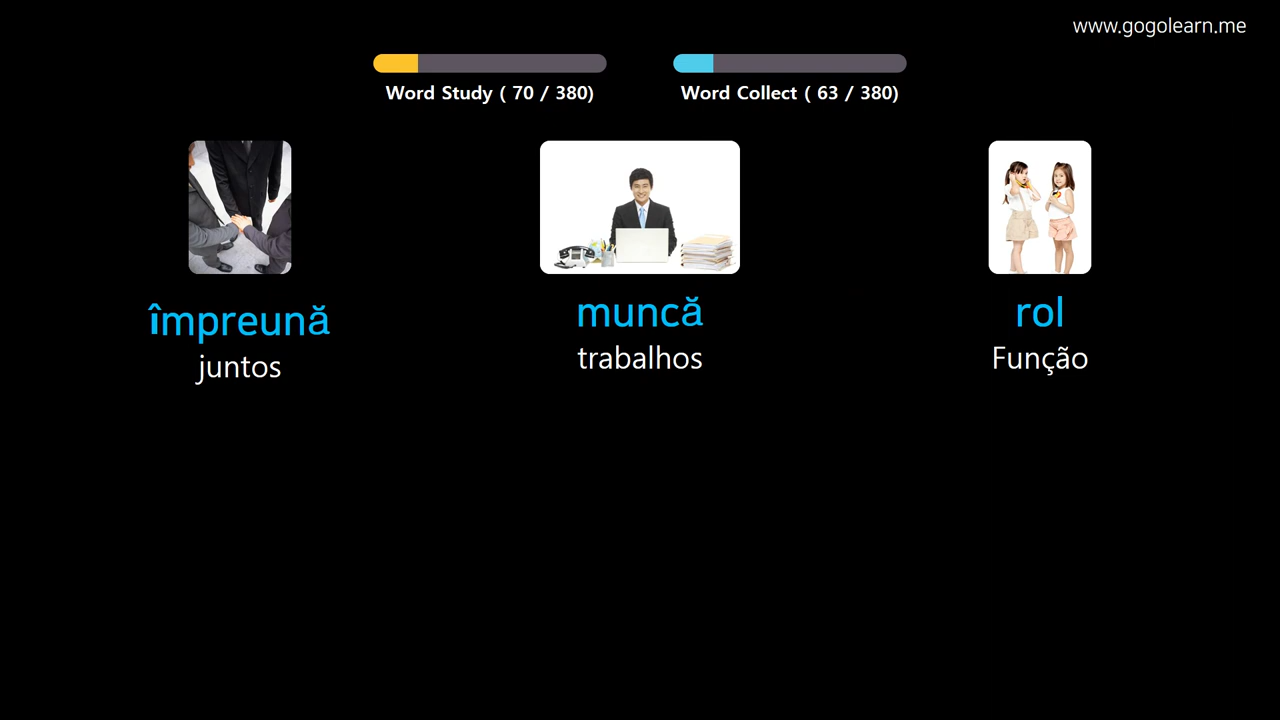 www.gogolearn.me
Word Study ( 70 / 380)
Word Collect ( 63 / 380)
împreună
muncă
rol
juntos
trabalhos
Função